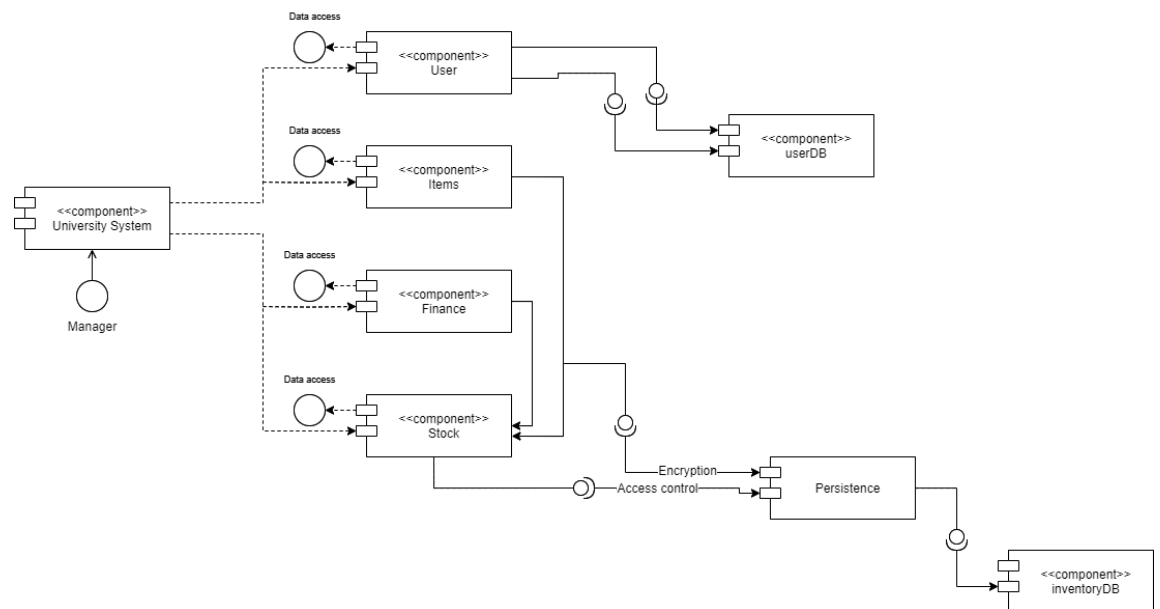 Data access
<<component>>
User
<<component>>
userDB
Data access
<<component>>
Items
<<component>>
University System
Data access
<<component>>
Finance
Manager
Data access
<<component>>
Stock
Encryption
Access control
Persistence
<<component>>
inventoryDB